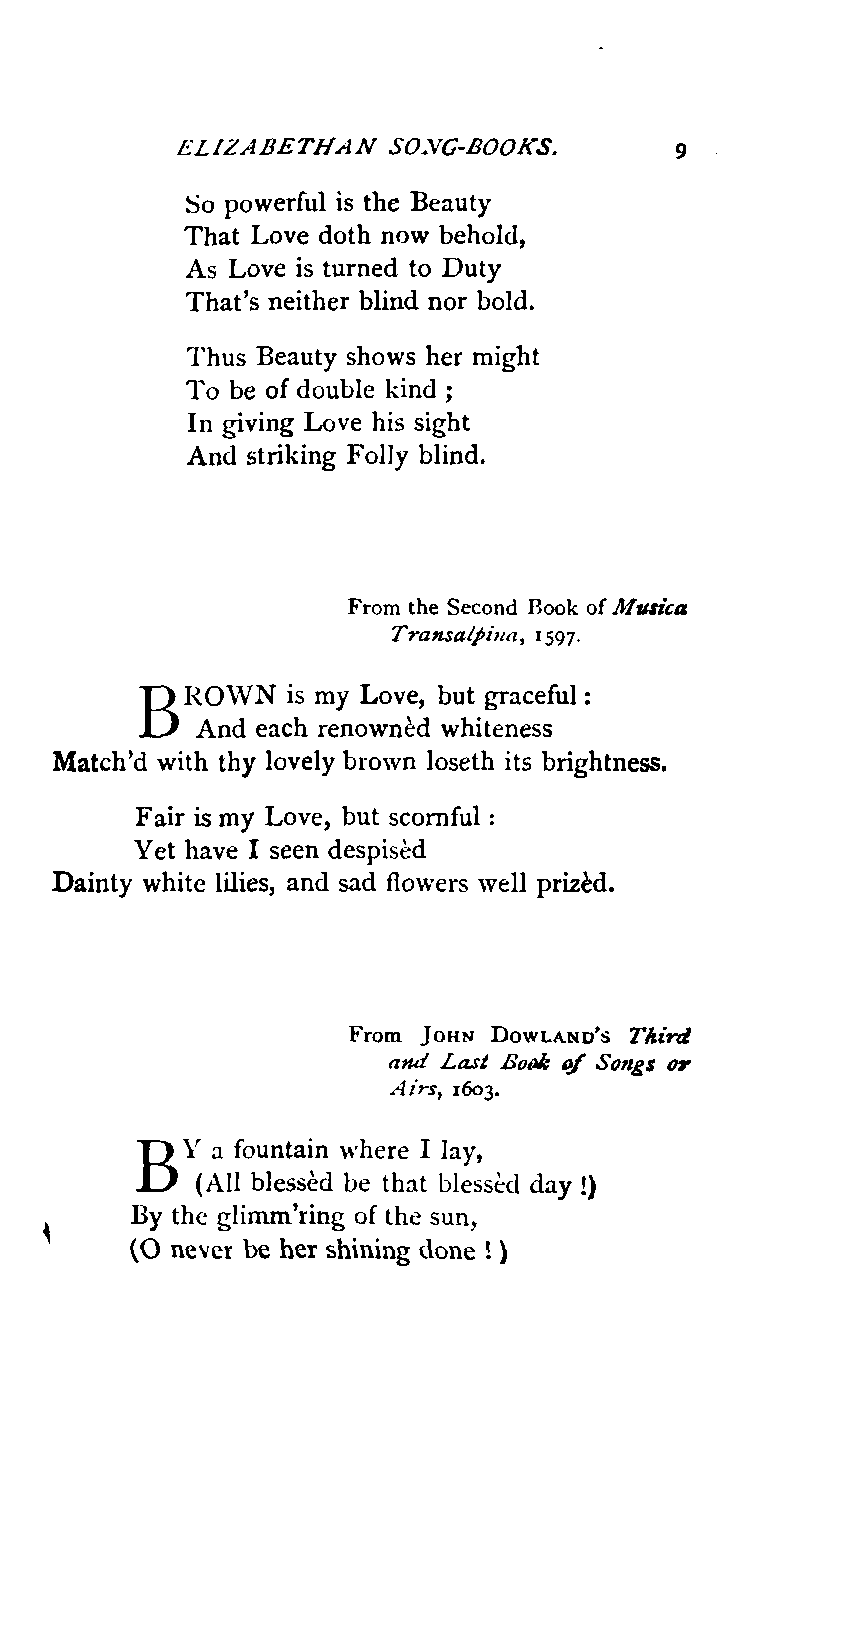 ELIZABETHAN SONG-BOOKS. 9
So powerful is the Beauty
That Love doth now behold,
As Love is turned to Duty
That's neither blind nor bold.
Thus Beauty shows her might
To be of double kind ;
In giving Love his sight
And striking Folly blind.
From the Second Book of Musica
Transalpina, 1597.
BROWN is my Love, but graceful :
And each renownèd whiteness
Match'd with thy lovely brown loseth its brightness.
Fair is my Love, but scornful :
Yet have I seen despisèd
Dainty white lilies, and sad flowers well prizèd.
From JOHN DOWLAND'S Third
and Last Book of Songs or
Airs, 1603.
BY a fountain where I lay,
(All blessèd be that blessèd day !)
By the glimm'ring of the sun,
(O never be her shining done ! )